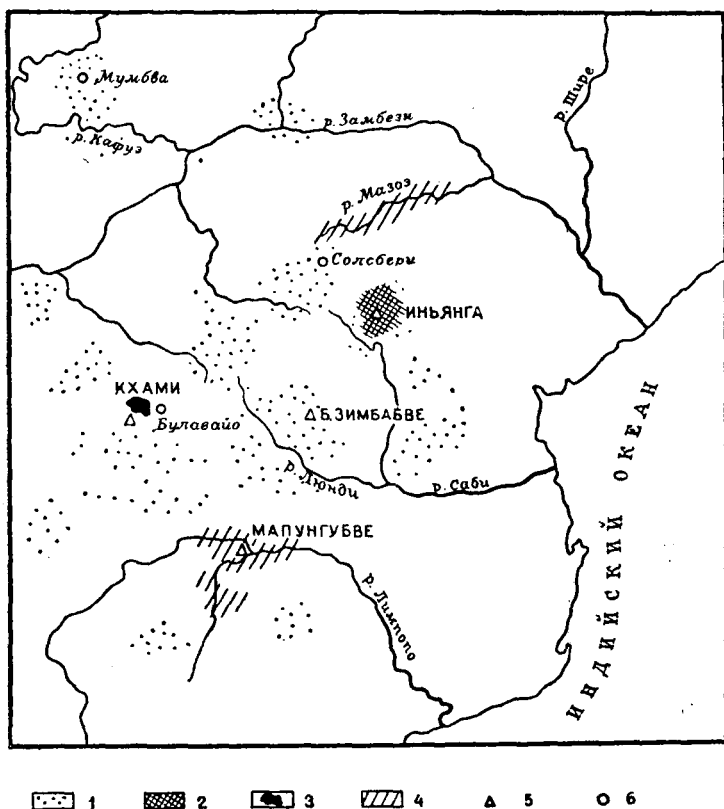 Мумбва
р. Кафуэ
р. Замбези
р. Шире
р. Мазоэ
Солсбери
ИНЬЯНГА
КХАМИ
Булавайо
Б. ЗИМБАБВЕ
р. Люнди
р. Саби
МАПУНГУБВЕ
р. Лимпопо
ИНДИЙСКИЙ ОКЕАН
1 2 3 4 5 6